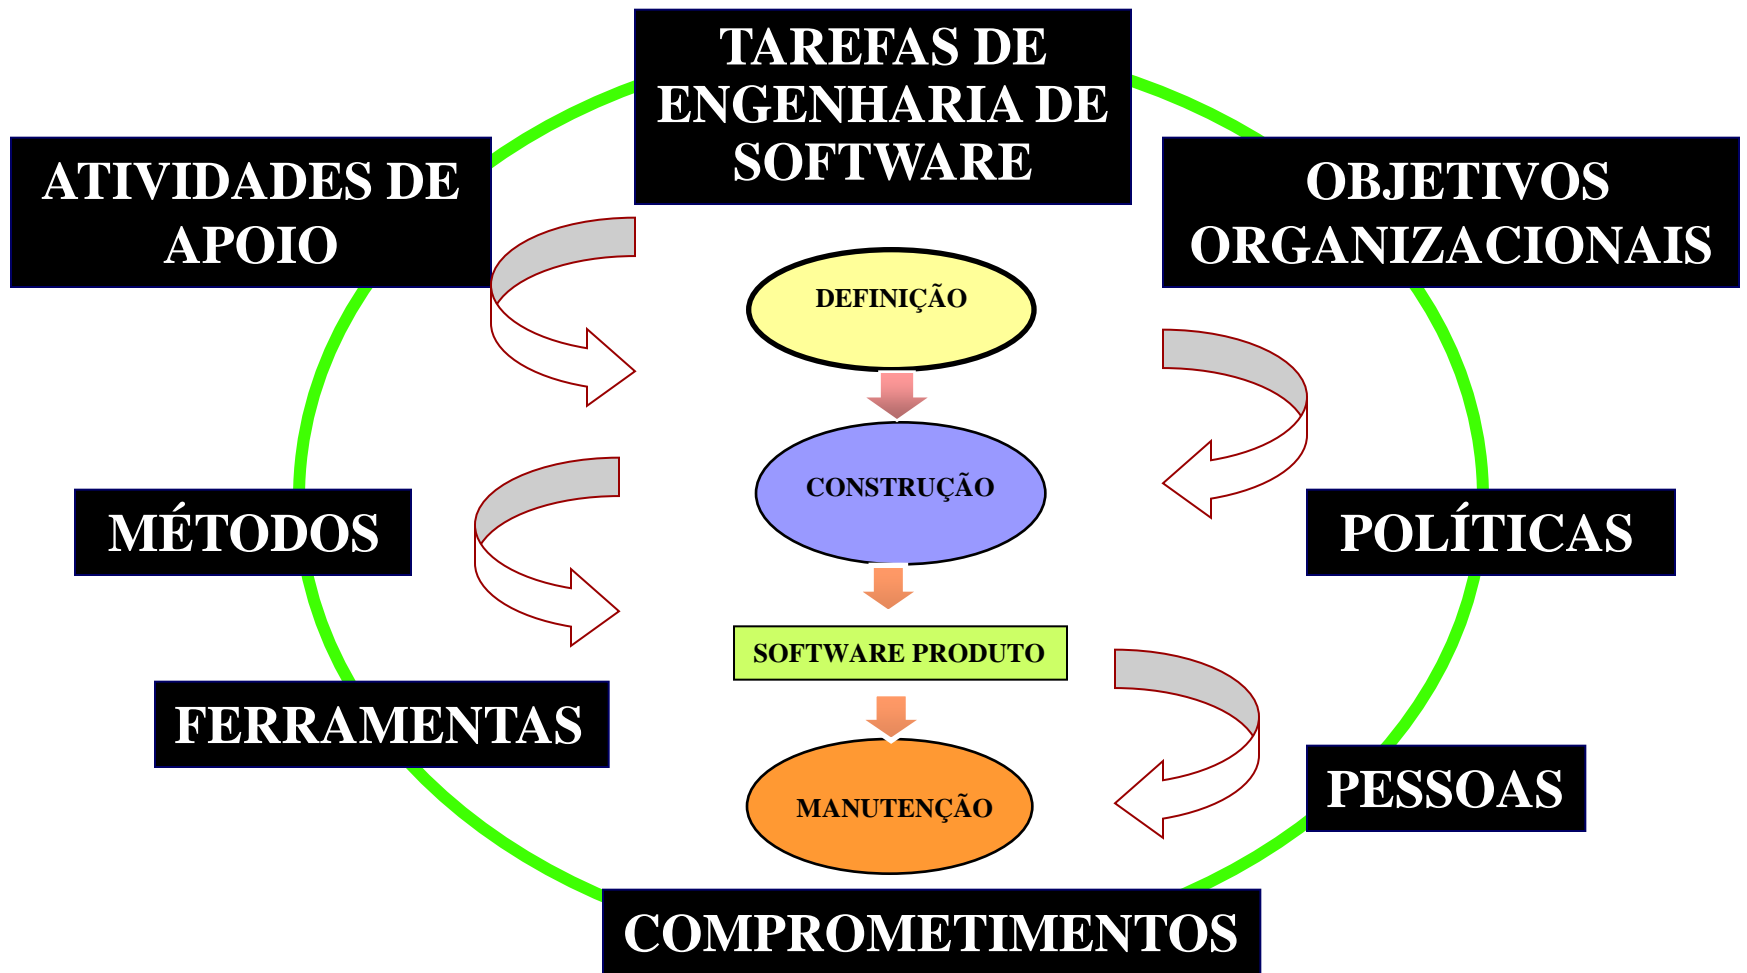 TAREFAS DE
ENGENHARIA DE
SOFTWARE
ATIVIDADES DE
APOIO
OBJETIVOS
ORGANIZACIONAIS
DEFINIÇÃO
CONSTRUÇÃO
MÉTODOS
POLÍTICAS
SOFTWARE PRODUTO
FERRAMENTAS
PESSOAS
MANUTENÇÃO
COMPROMETIMENTOS